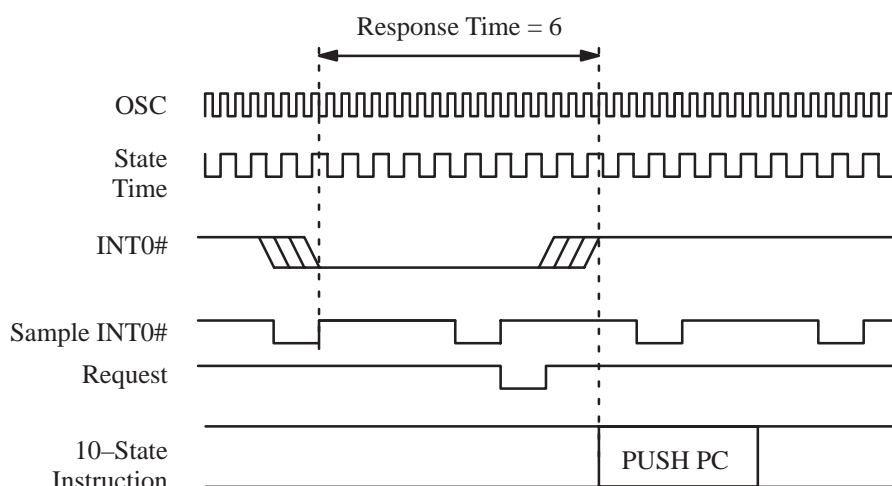 Response Time = 6
OSC
State
Time
INT0#
Sample INT0#
Request
10–State
Instruction
PUSH PC